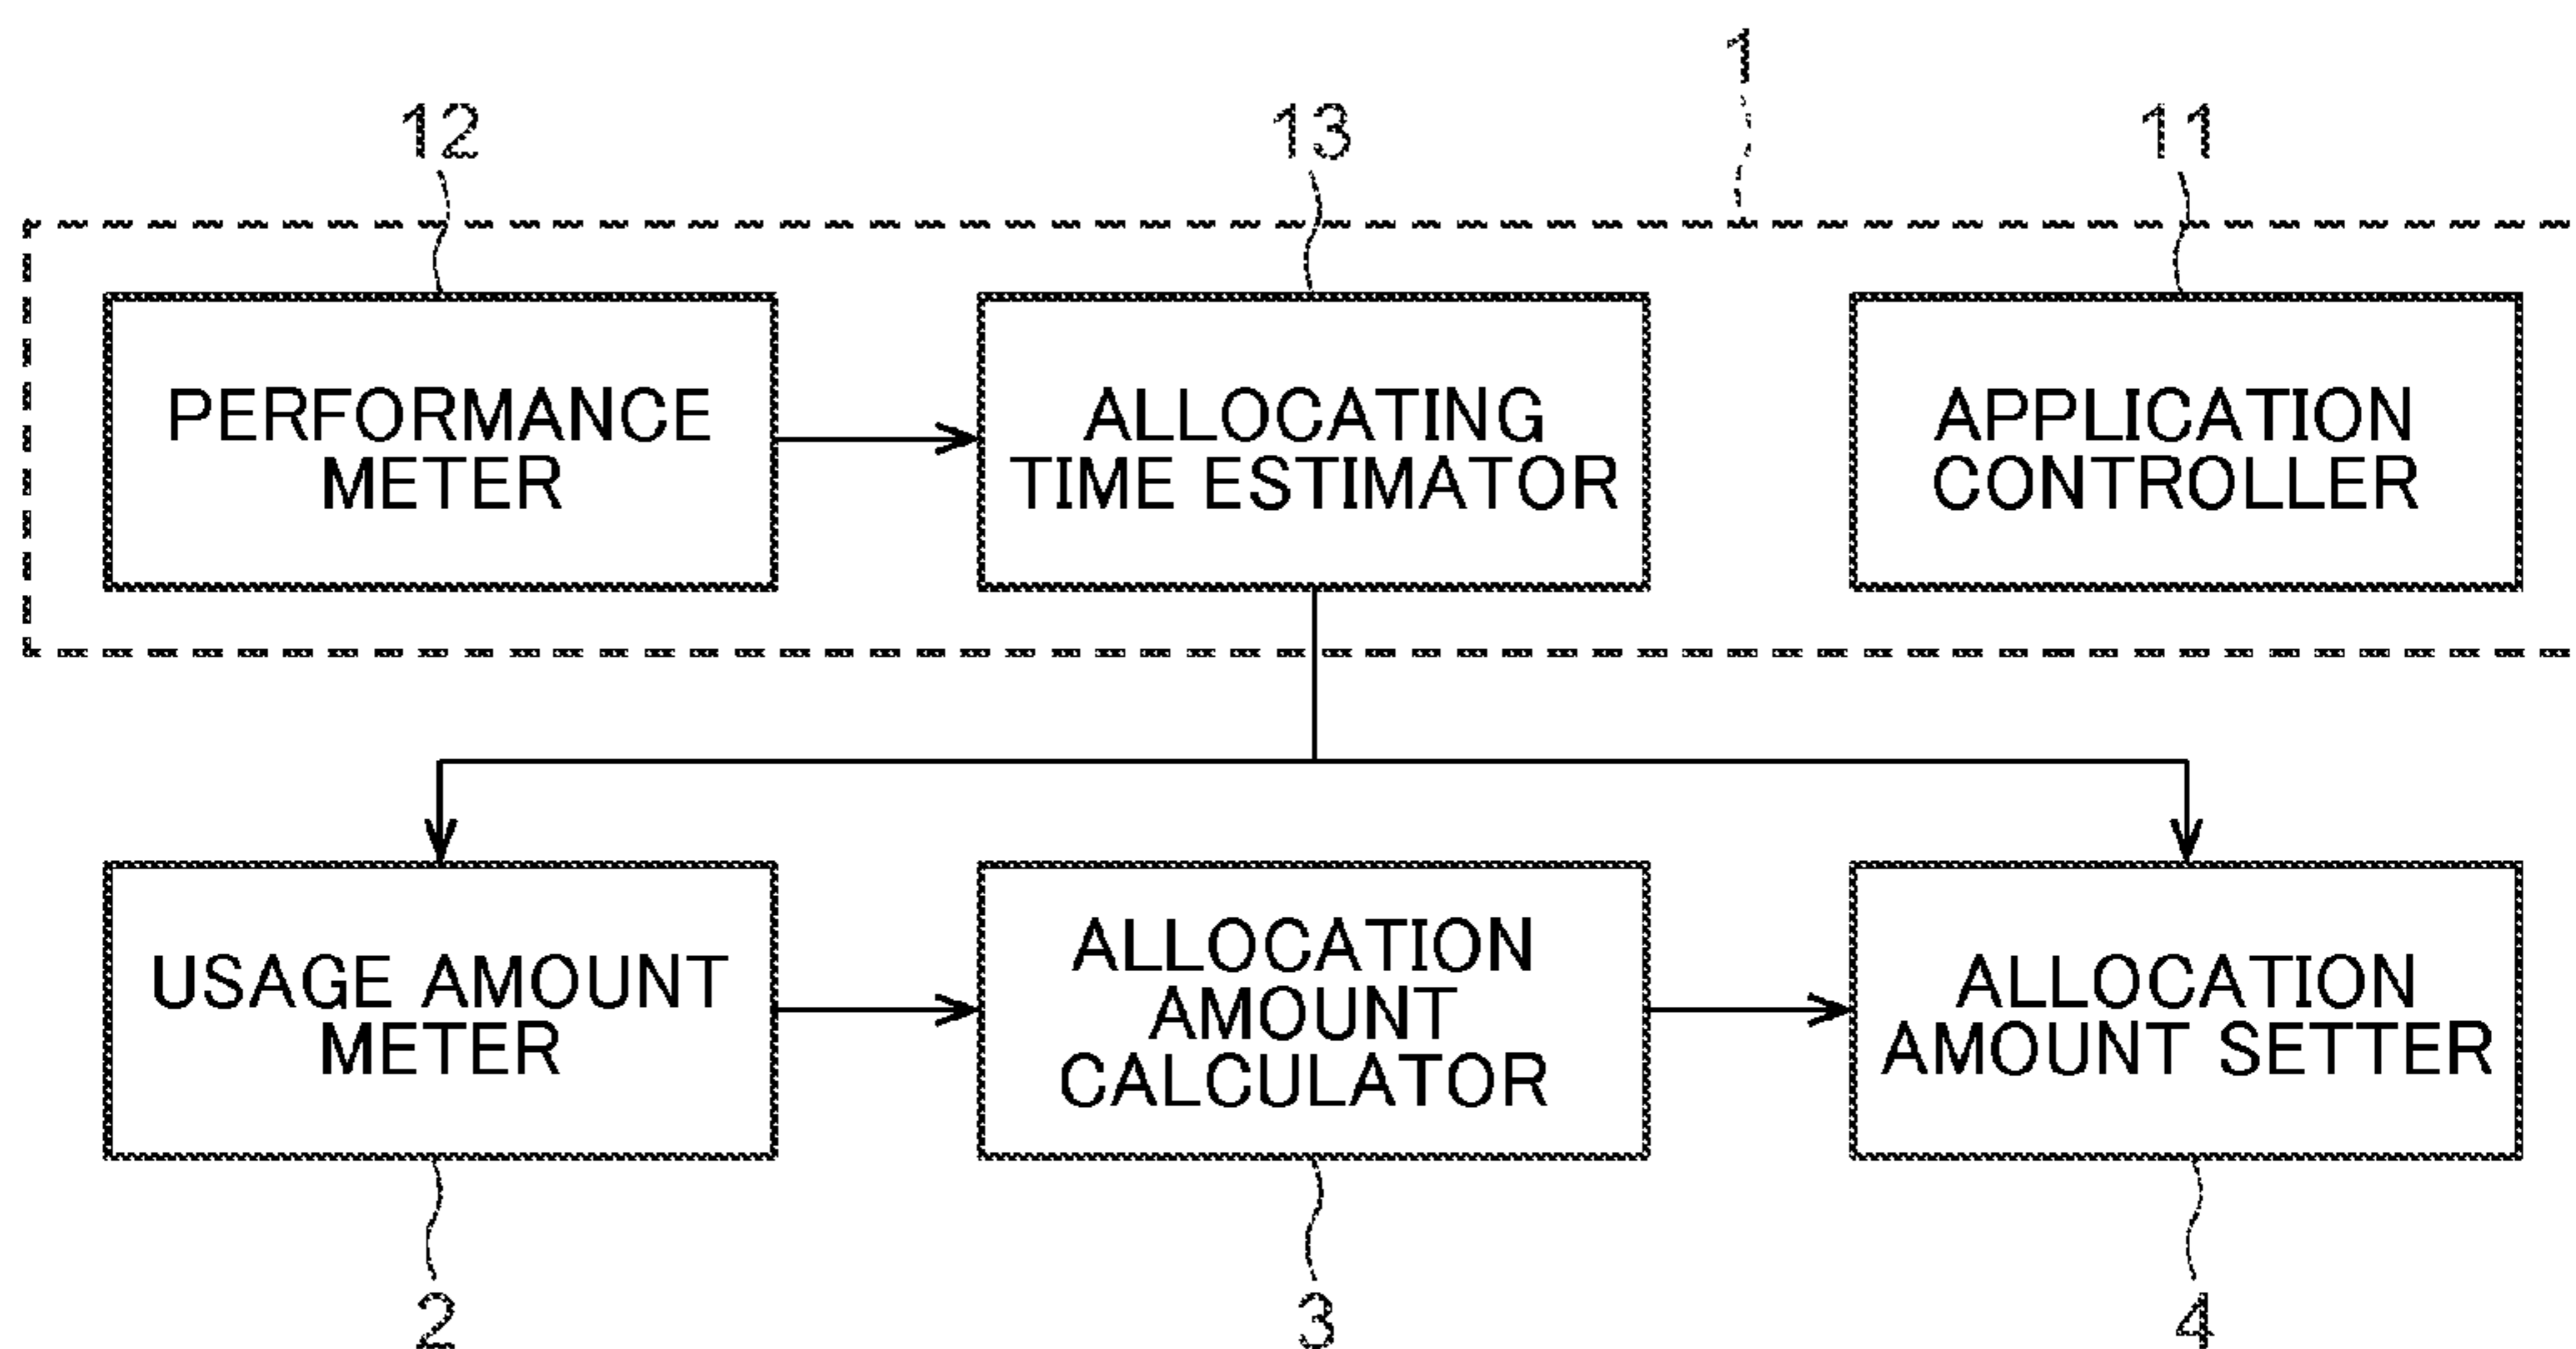 1
12
13
11
PERFORMANCE
METER
ALLOCATING
TIME ESTIMATOR
APPLICATION
CONTROLLER
USAGE AMOUNT
METER
ALLOCATION
AMOUNT
CALCULATOR
ALLOCATION
AMOUNT SETTER
2
3
4